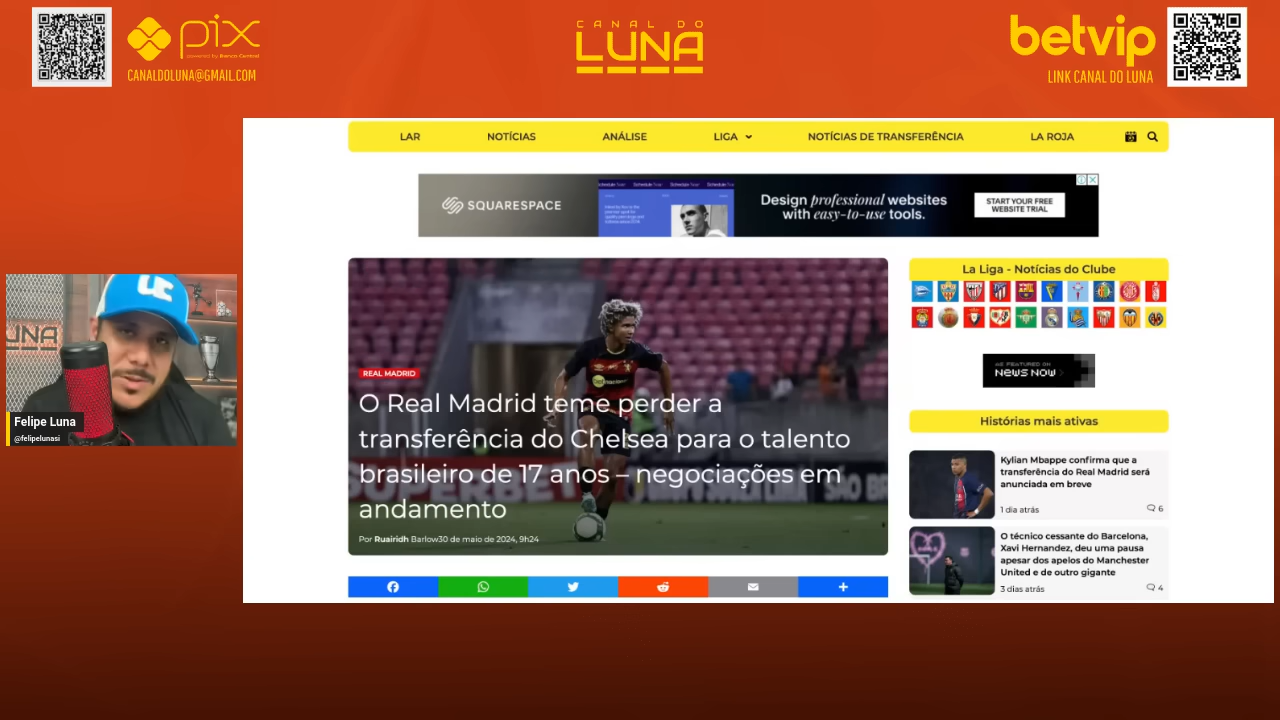 pix
powered by Banco Central
CANALDOLUNA@GMAIL.COM
CANAL DO
LUNA
betvip
LINK CANAL DO LUNA
LAR NOTÍCIAS ANÁLISE LIGA NOTÍCIAS DE TRANSFERÊNCIA LA ROJA
SQUARESPACE
Design professional websites
with easy-to-use tools.
START YOUR FREE
WEBSITE TRIAL
REAL MADRID
O Real Madrid teme perder a
transferência do Chelsea para o talento
brasileiro de 17 anos – negociações em
andamento
Por Ruairidh Barlow30 de maio de 2024, 9h24
La Liga - Notícias do Clube
AS FEATURED ON
NEWS NOW
Histórias mais ativas
Kylian Mbappe confirma que a
transferência do Real Madrid será
anunciada em breve
1 dia atrás 6
O técnico cessante do Barcelona,
Xavi Hernandez, deu uma pausa
apesar dos apelos do Manchester
United e de outro gigante
3 dias atrás 4
UNA
Felipe Luna
@felipelunasi